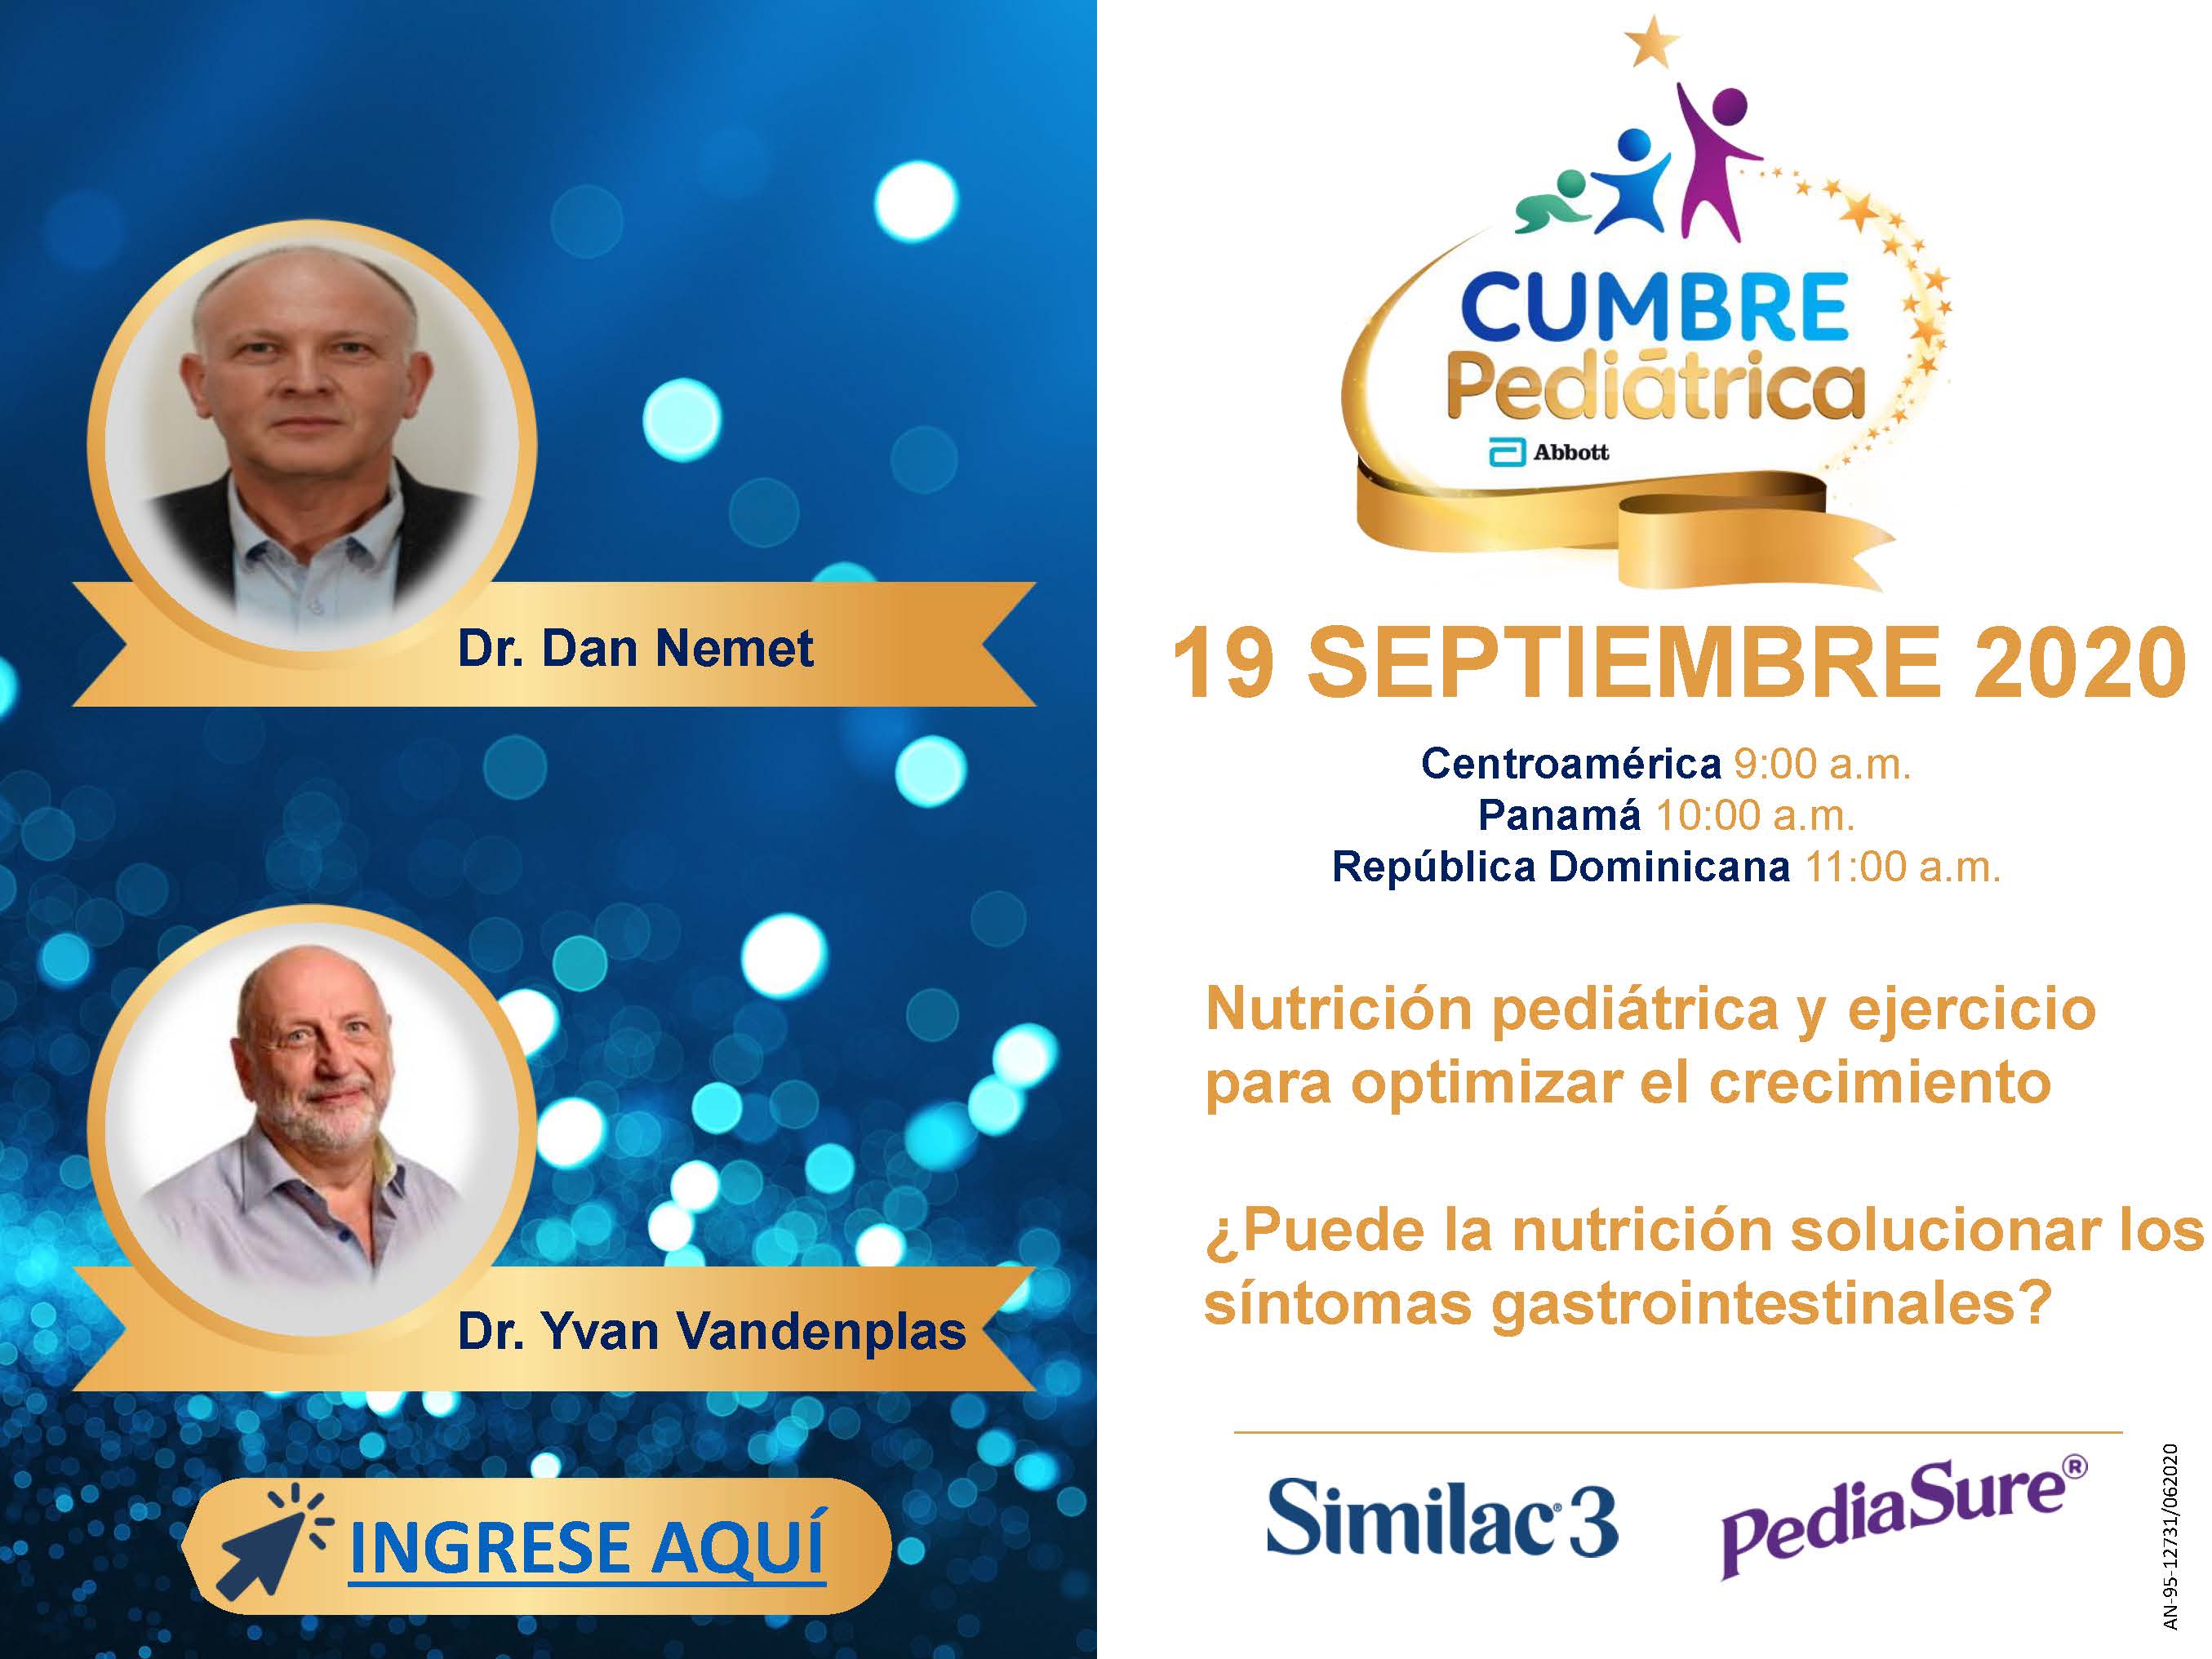 Dr. Dan Nemet
Dr. Yvan Vandenplas
INGRESE AQUÍ
CUMBRE
Pediátrica
Abbott
19 SEPTIEMBRE 2020
Centroamérica 9:00 a.m.
Panamá 10:00 a.m.
República Dominicana 11:00 a.m.
Nutrición pediátrica y ejercicio
para optimizar el crecimiento
¿Puede la nutrición solucionar los
síntomas gastrointestinales?
Similac® 3
PediaSure®
AN-95-12731/062020